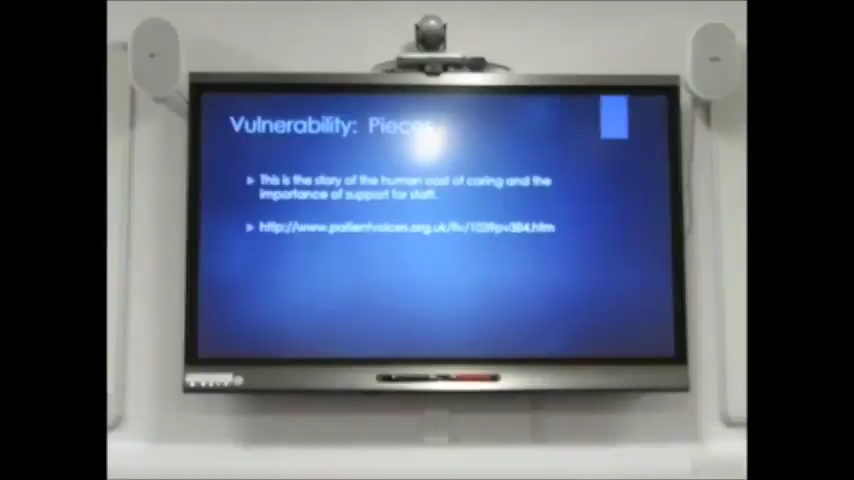 Vulnerability: Pieces
This is the story of the human cost of caring and the
importance of support for staff.
http://www.patientvoices.org.uk/flv/1039pv384.htm